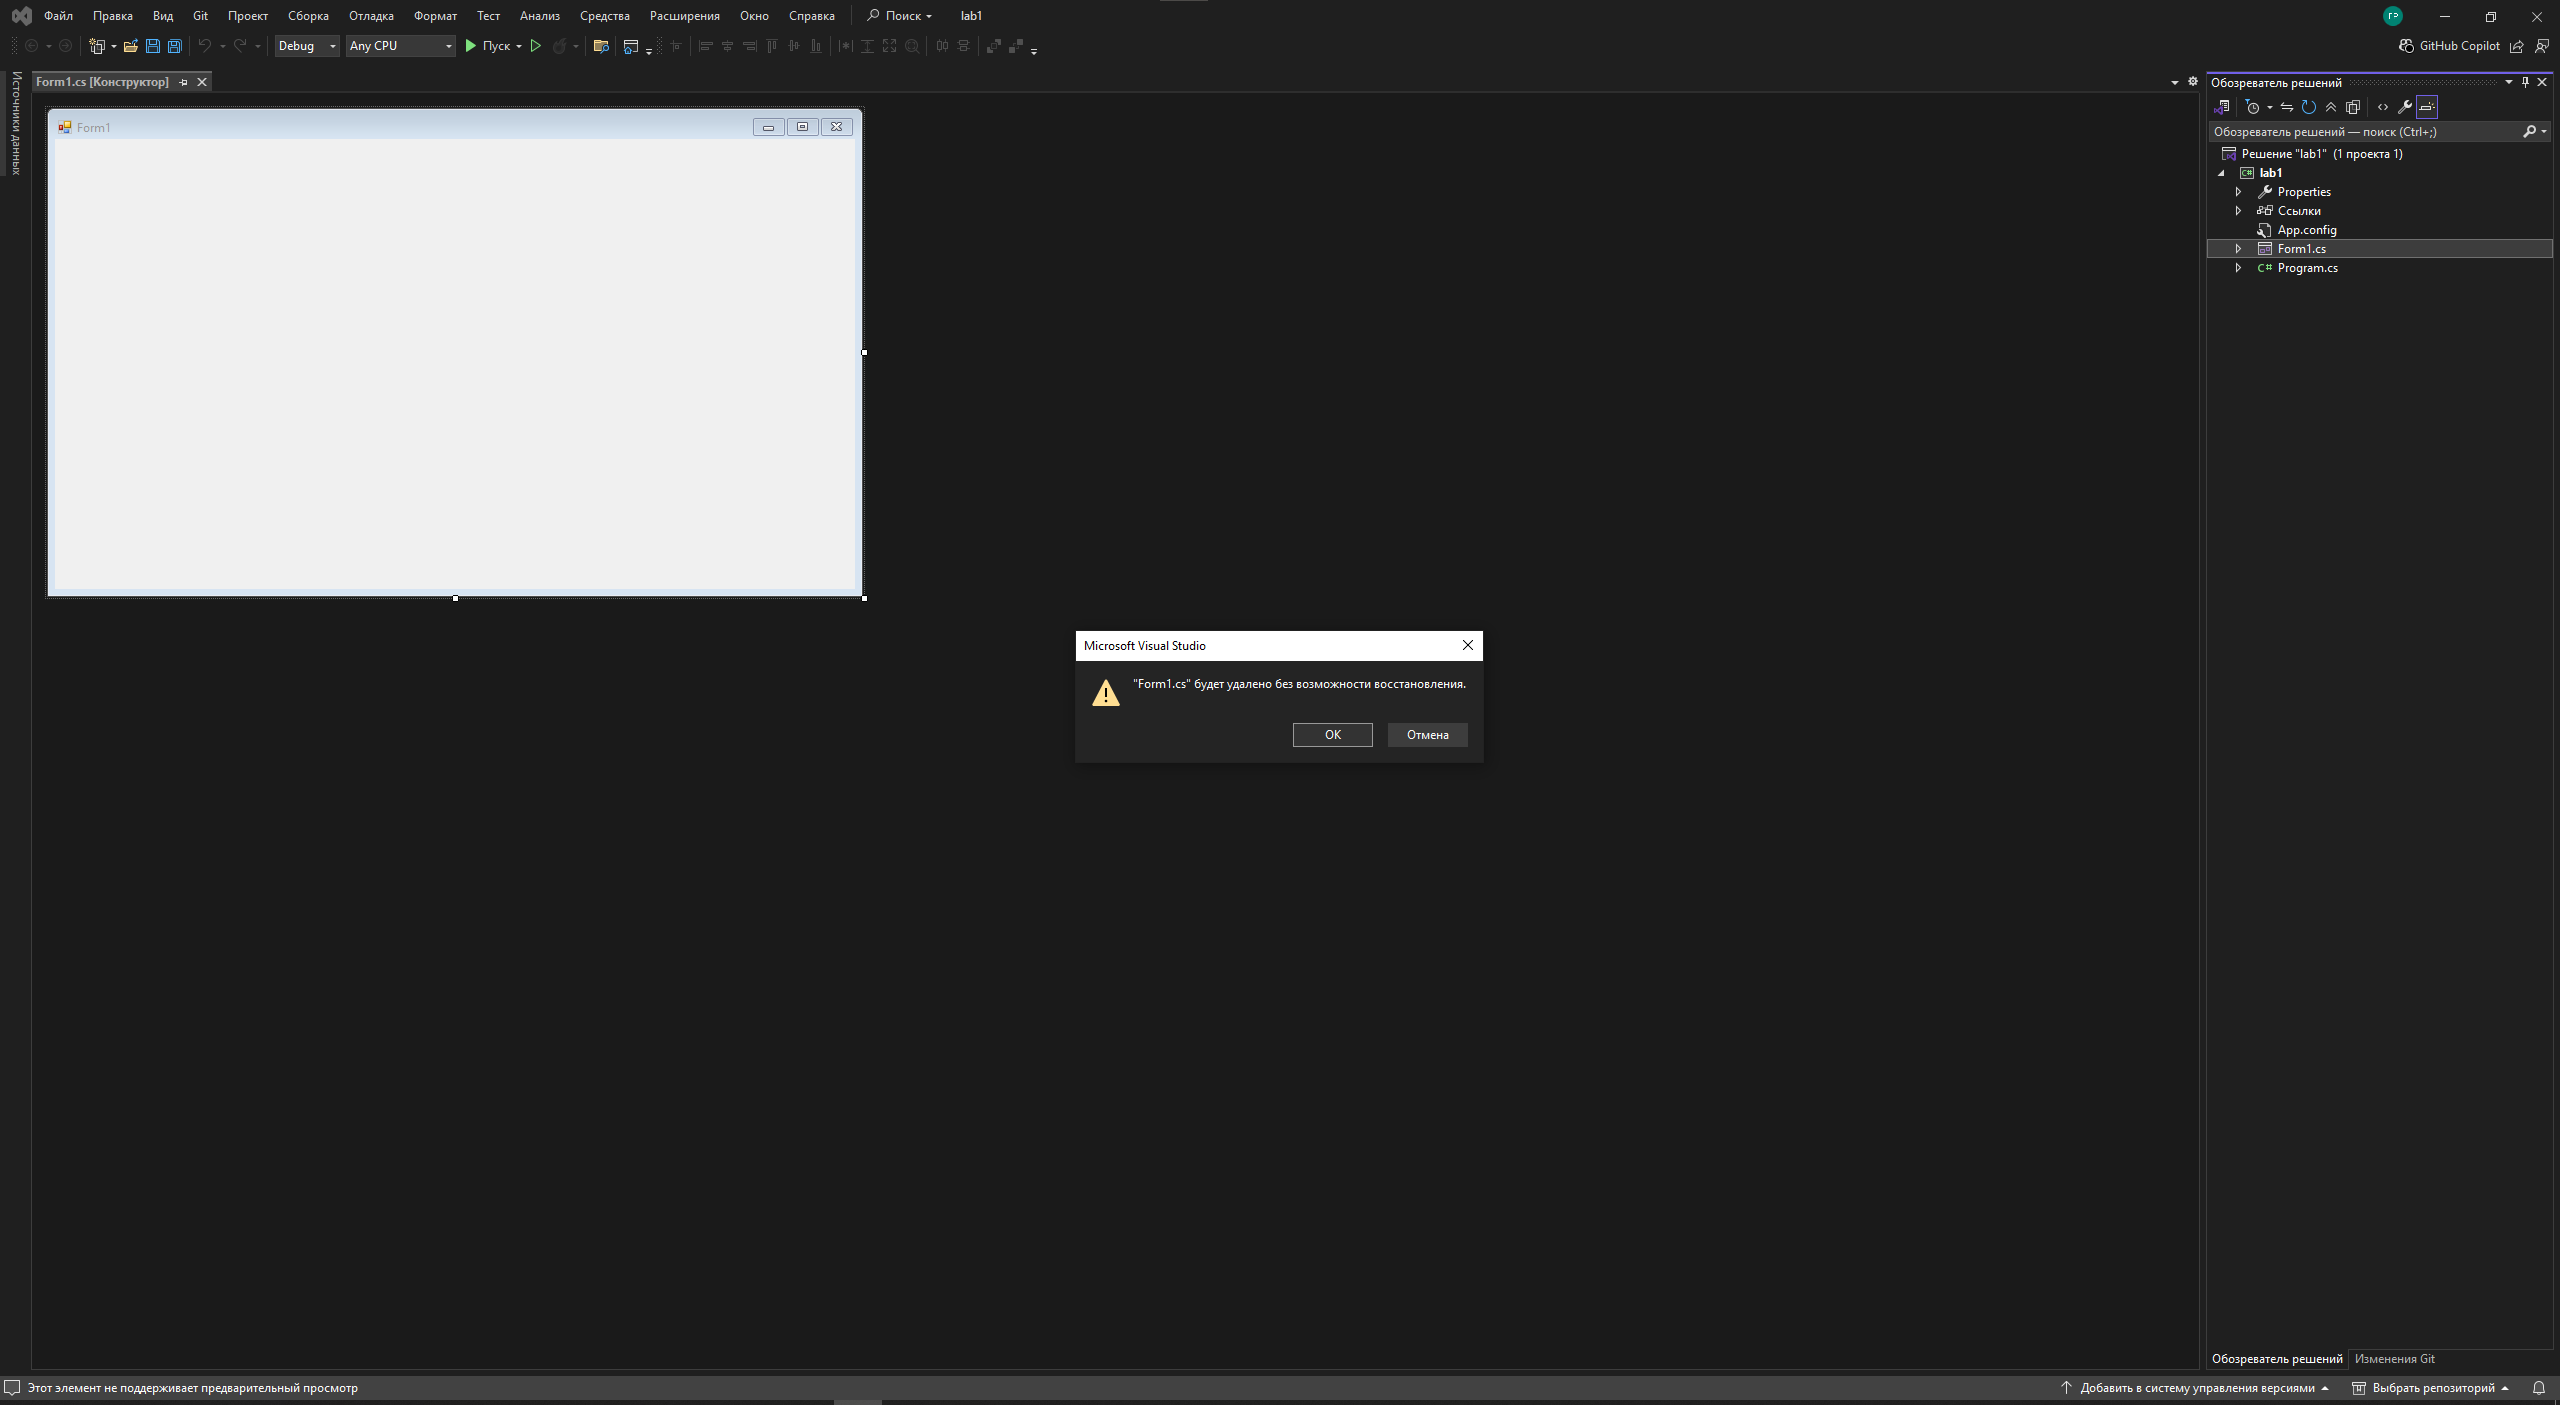 Файл Правка Вид Git Проект Сборка Отладка Формат Тест Анализ Средства Расширения Окно Справка Поиск lab1 ГР
Debug Any CPU Пуск GitHub Copilot
Источники данных
Form1.cs [Конструктор]
Form1
Обозреватель решений
Обозреватель решений — поиск (Ctrl+;)
Решение "lab1" (1 проекта 1)
C# lab1
Properties
Ссылки
App.config
Form1.cs
C# Program.cs
Microsoft Visual Studio
"Form1.cs" будет удалено без возможности восстановления.
OK Отмена
Обозреватель решений Изменения Git
Этот элемент не поддерживает предварительный просмотр Добавить в систему управления версиями Выбрать репозиторий